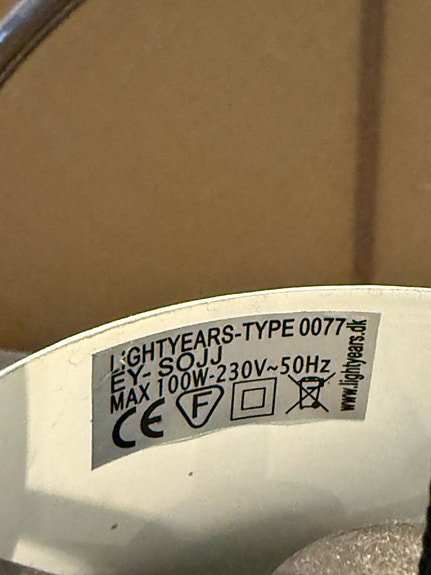 LIGHTYEARS-TYPE 0077
EY- SOJJ
MAX 100W-230V~50Hz
CE F
www.lightyears.dk